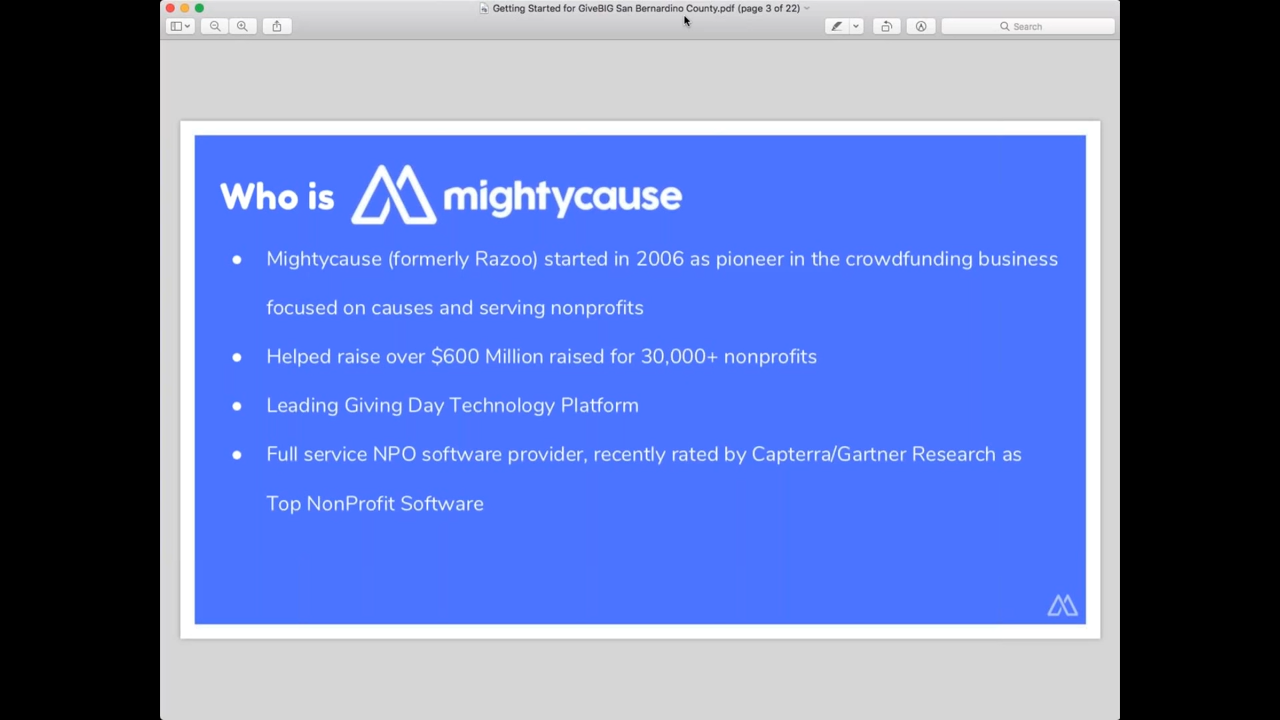 Getting Started for GiveBIG San Bernardino County.pdf (page 3 of 22)
Search
Who is mightycause
● Mightycause (formerly Razoo) started in 2006 as pioneer in the crowdfunding business
focused on causes and serving nonprofits
● Helped raise over $600 Million raised for 30,000+ nonprofits
● Leading Giving Day Technology Platform
● Full service NPO software provider, recently rated by Capterra/Gartner Research as
Top NonProfit Software